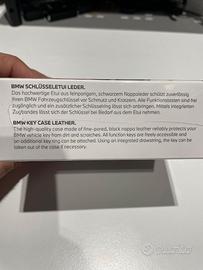 BMW SCHLÜSSELETUI LEDER.
Das hochwertige Etui aus feinporigem, schwarzem Nappaleder schützt zuverlässig
Ihren BMW Fahrzeugschlüssel vor Schmutz und Kratzern. Alle Funktionstasten sind frei
zugänglich und ein zusätzlicher Schlüsselring lässt sich anbringen. Mittels integriertem
Zugbandes lässt sich der Schlüssel bei Bedarf aus dem Etui nehmen.
BMW KEY CASE LEATHER.
The high-quality case made of fine-pored, black nappa leather reliably protects your
BMW vehicle key from dirt and scratches. All function keys are freely accessible and
an additional key ring can be attached. Using an integrated drawstring, the key can be
taken out of the case if necessary.